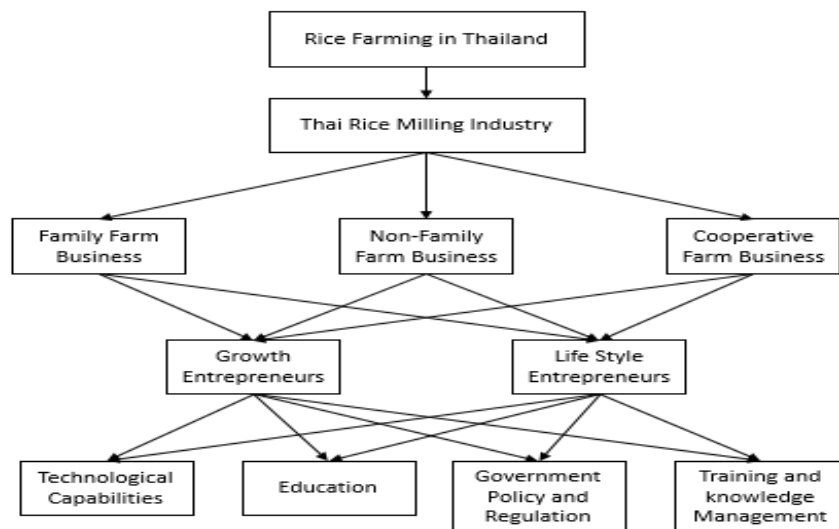 Rice Farming in Thailand
Thai Rice Milling Industry
Family Farm
Business
Non-Family
Farm Business
Cooperative
Farm Business
Growth
Entrepreneurs
Life Style
Entrepreneurs
Technological
Capabilities
Education
Government
Policy and
Regulation
Training and
knowledge
Management